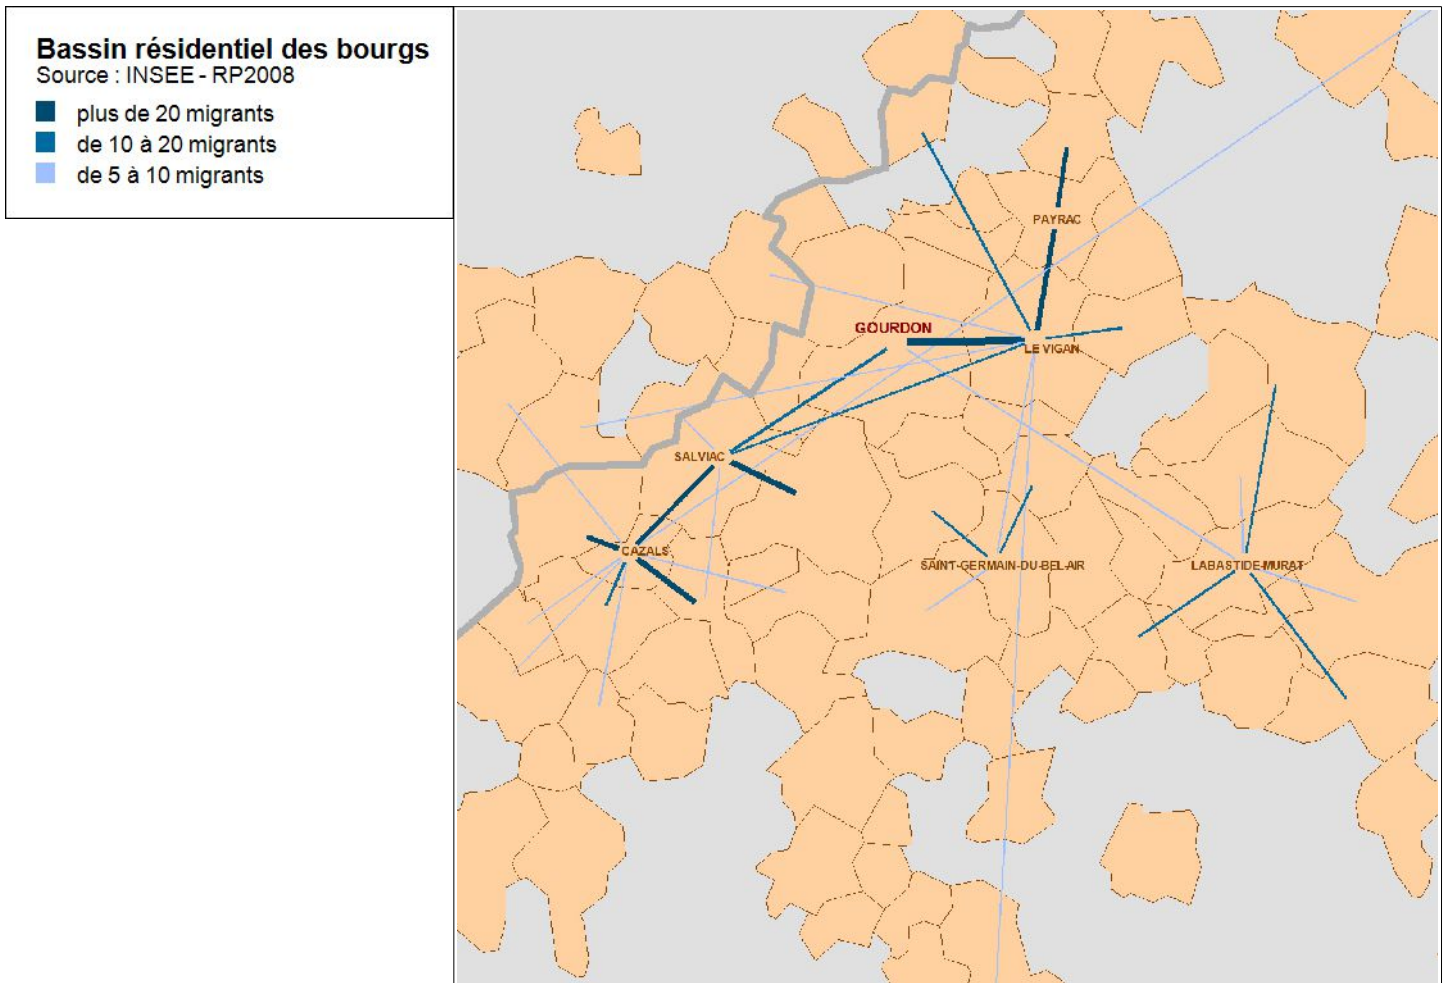 Bassin résidentiel des bourgs
Source : INSEE - RP2008
plus de 20 migrants
de 10 à 20 migrants
de 5 à 10 migrants
PAYRAC
GOURDON
LE VIGAN
SALVIAC
CAZALS
SAINT-GERMAIN-DU-BEL-AIR
LABASTIDE-MURAT